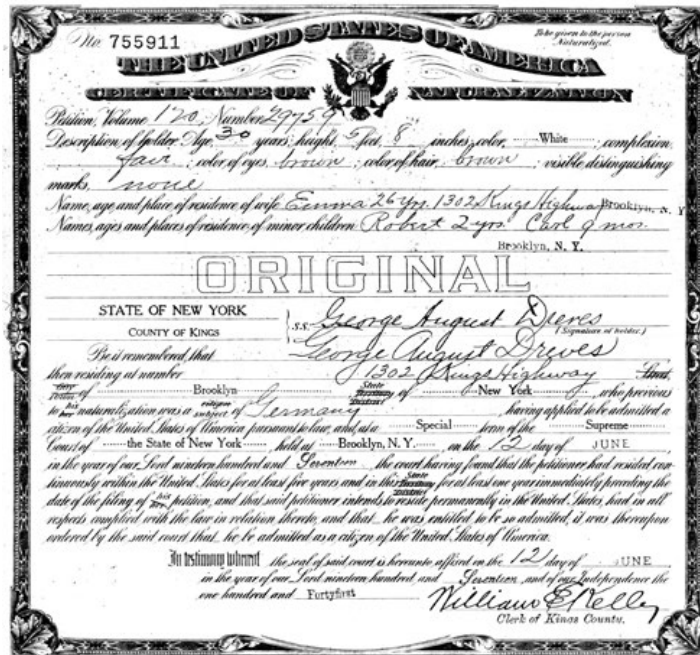 No. 755911
To be given to the person
Naturalized.
THE UNITED STATES OF AMERICA
CERTIFICATE OF NATURALIZATION
Petition, Volume 120, Number 29759
Description of holder: Age, 30 years; height, 5 feet 8 inches; color, White; complexion,
fair; color of eyes, brown; color of hair, brown; visible distinguishing
marks, none
Name, age and place of residence of wife Emma 26 yrs. 1302 Kings Highway Brooklyn, N. Y
Names, ages and places of residence of minor children Robert 2 yrs. Carl 9 mos.
Brooklyn, N. Y.
ORIGINAL
STATE OF NEW YORK
COUNTY OF KINGS
S.S. George August Dreves
(Signature of holder.)
Be it remembered, that George August Dreves
then residing at number 1302 Kings Highway Street,
City of Brooklyn State of New York, who previous
to his naturalization was a subject of Germany, having applied to be admitted a
citizen of the United States of America pursuant to law, and, at a Special term of the Supreme
Court of the State of New York held at Brooklyn, N.Y. on the 12 day of JUNE
in the year of our Lord nineteen hundred and Seventeen, the court having found that the petitioner had resided con-
tinuously within the United States for at least five years and in this State for at least one year immediately preceding the
date of the filing of his petition, and that said petitioner intends to reside permanently in the United States, had in all
respects complied with the law in relation thereto, and that he was entitled to be so admitted, it was thereupon
ordered by the said court that he be admitted as a citizen of the United States of America.
In testimony whereof the seal of said court is hereunto affixed on the 12 day of JUNE
in the year of our Lord nineteen hundred and Seventeen, and of our Independence the
one hundred and Fortyfirst
William E Kelly
Clerk of Kings County.